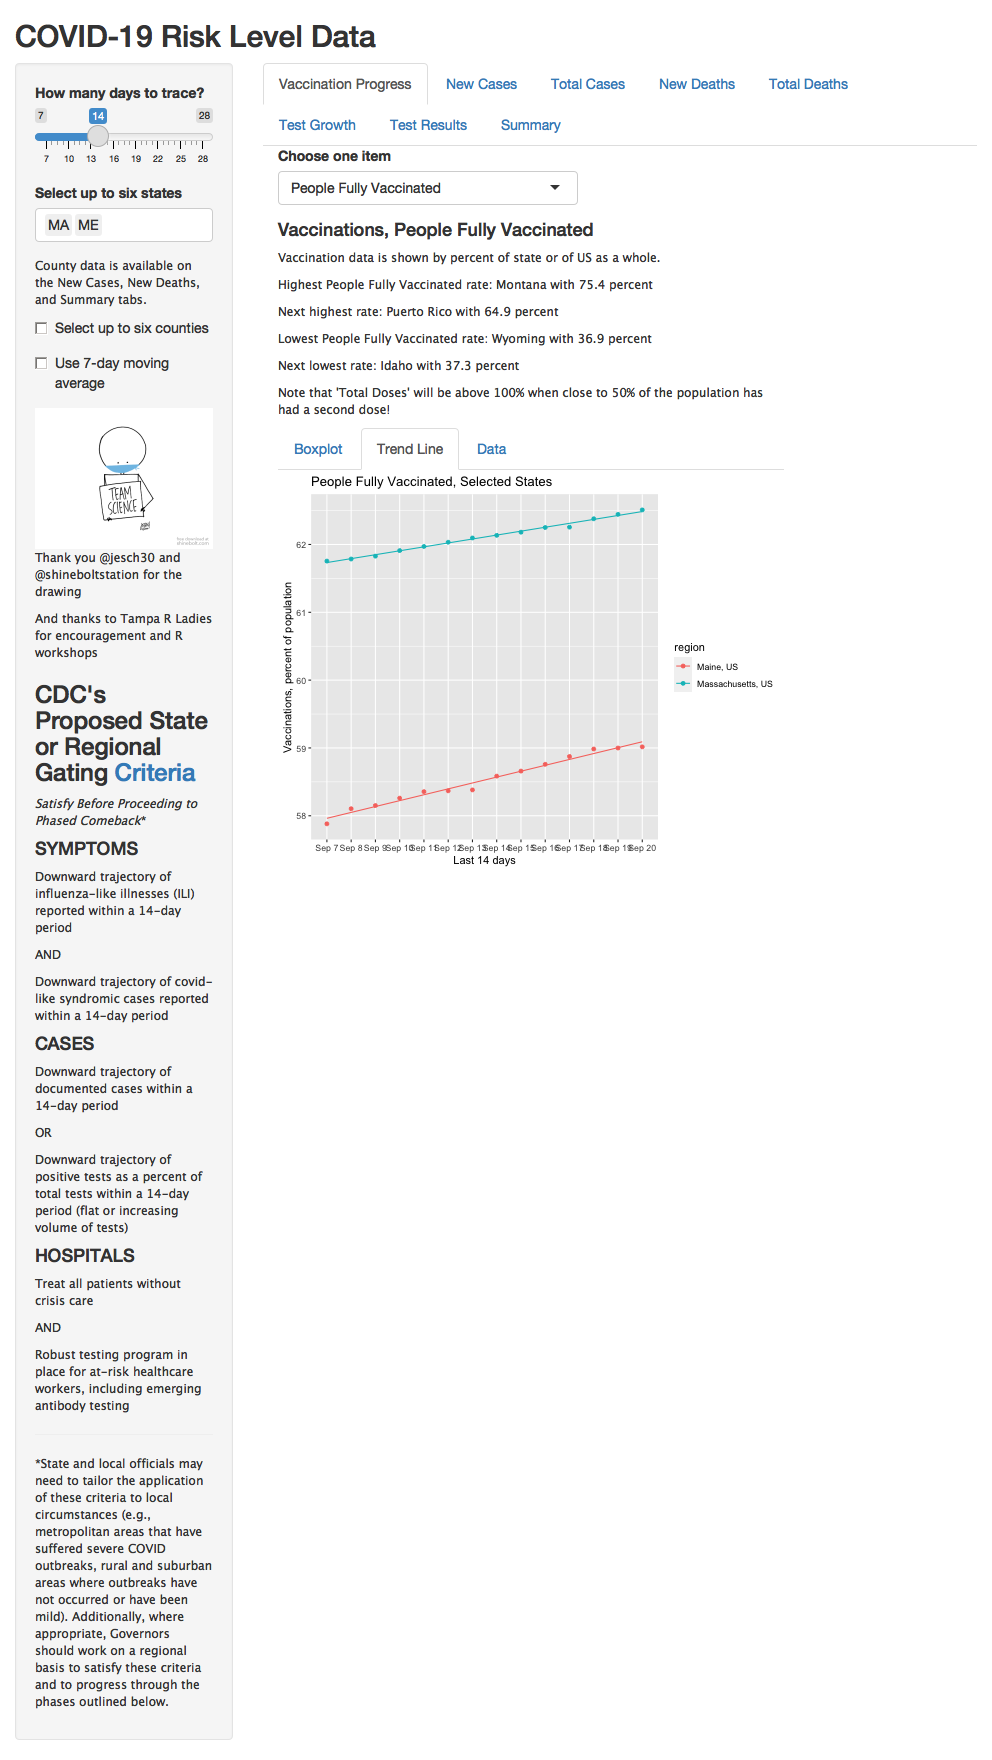 COVID-19 Risk Level Data
How many days to trace?
7 14 28
7 10 13 16 19 22 25 28
Select up to six states
MA ME
County data is available on
the New Cases, New Deaths,
and Summary tabs.
Select up to six counties
Use 7-day moving
average
TEAM
SCIENCE
Thank you @jesch30 and
@shineboltstation for the
drawing
And thanks to Tampa R Ladies
for encouragement and R
workshops
CDC's
Proposed State
or Regional
Gating Criteria
Satisfy Before Proceeding to
Phased Comeback*
SYMPTOMS
Downward trajectory of
influenza-like illnesses (ILI)
reported within a 14-day
period
AND
Downward trajectory of covid-
like syndromic cases reported
within a 14-day period
CASES
Downward trajectory of
documented cases within a
14-day period
OR
Downward trajectory of
positive tests as a percent of
total tests within a 14-day
period (flat or increasing
volume of tests)
HOSPITALS
Treat all patients without
crisis care
AND
Robust testing program in
place for at-risk healthcare
workers, including emerging
antibody testing
*State and local officials may
need to tailor the application
of these criteria to local
circumstances (e.g.,
metropolitan areas that have
suffered severe COVID
outbreaks, rural and suburban
areas where outbreaks have
not occurred or have been
mild). Additionally, where
appropriate, Governors
should work on a regional
basis to satisfy these criteria
and to progress through the
phases outlined below.
Vaccination Progress New Cases Total Cases New Deaths Total Deaths
Test Growth Test Results Summary
Choose one item
People Fully Vaccinated
Vaccinations, People Fully Vaccinated
Vaccination data is shown by percent of state or of US as a whole.
Highest People Fully Vaccinated rate: Montana with 75.4 percent
Next highest rate: Puerto Rico with 64.9 percent
Lowest People Fully Vaccinated rate: Wyoming with 36.9 percent
Next lowest rate: Idaho with 37.3 percent
Note that 'Total Doses' will be above 100% when close to 50% of the population has
had a second dose!
Boxplot Trend Line Data
People Fully Vaccinated, Selected States
Vaccinations, percent of population
62
61
60
59
58
Sep 7 Sep 8 Sep 9 Sep 10 Sep 11 Sep 12 Sep 13 Sep 14 Sep 15 Sep 16 Sep 17 Sep 18 Sep 19 Sep 20
Last 14 days
region
Maine, US
Massachusetts, US